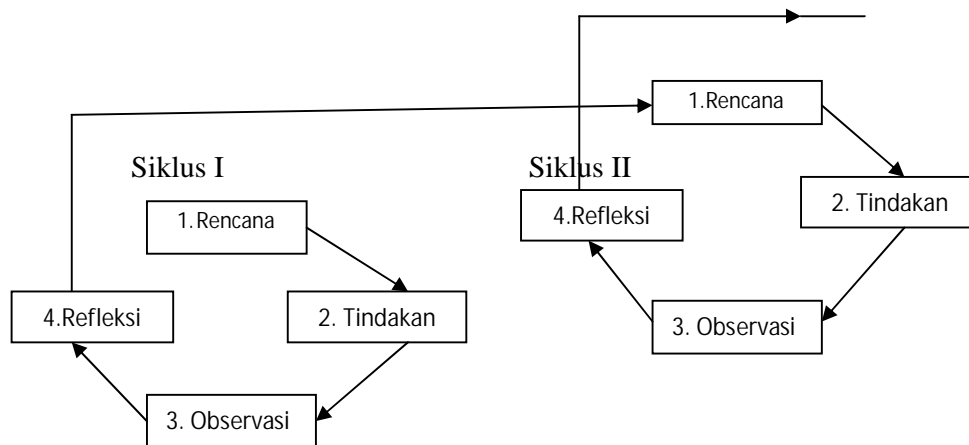 Siklus I
1.Rencana
2. Tindakan
3. Observasi
4.Refleksi
Siklus II
1.Rencana
2. Tindakan
3. Observasi
4.Refleksi